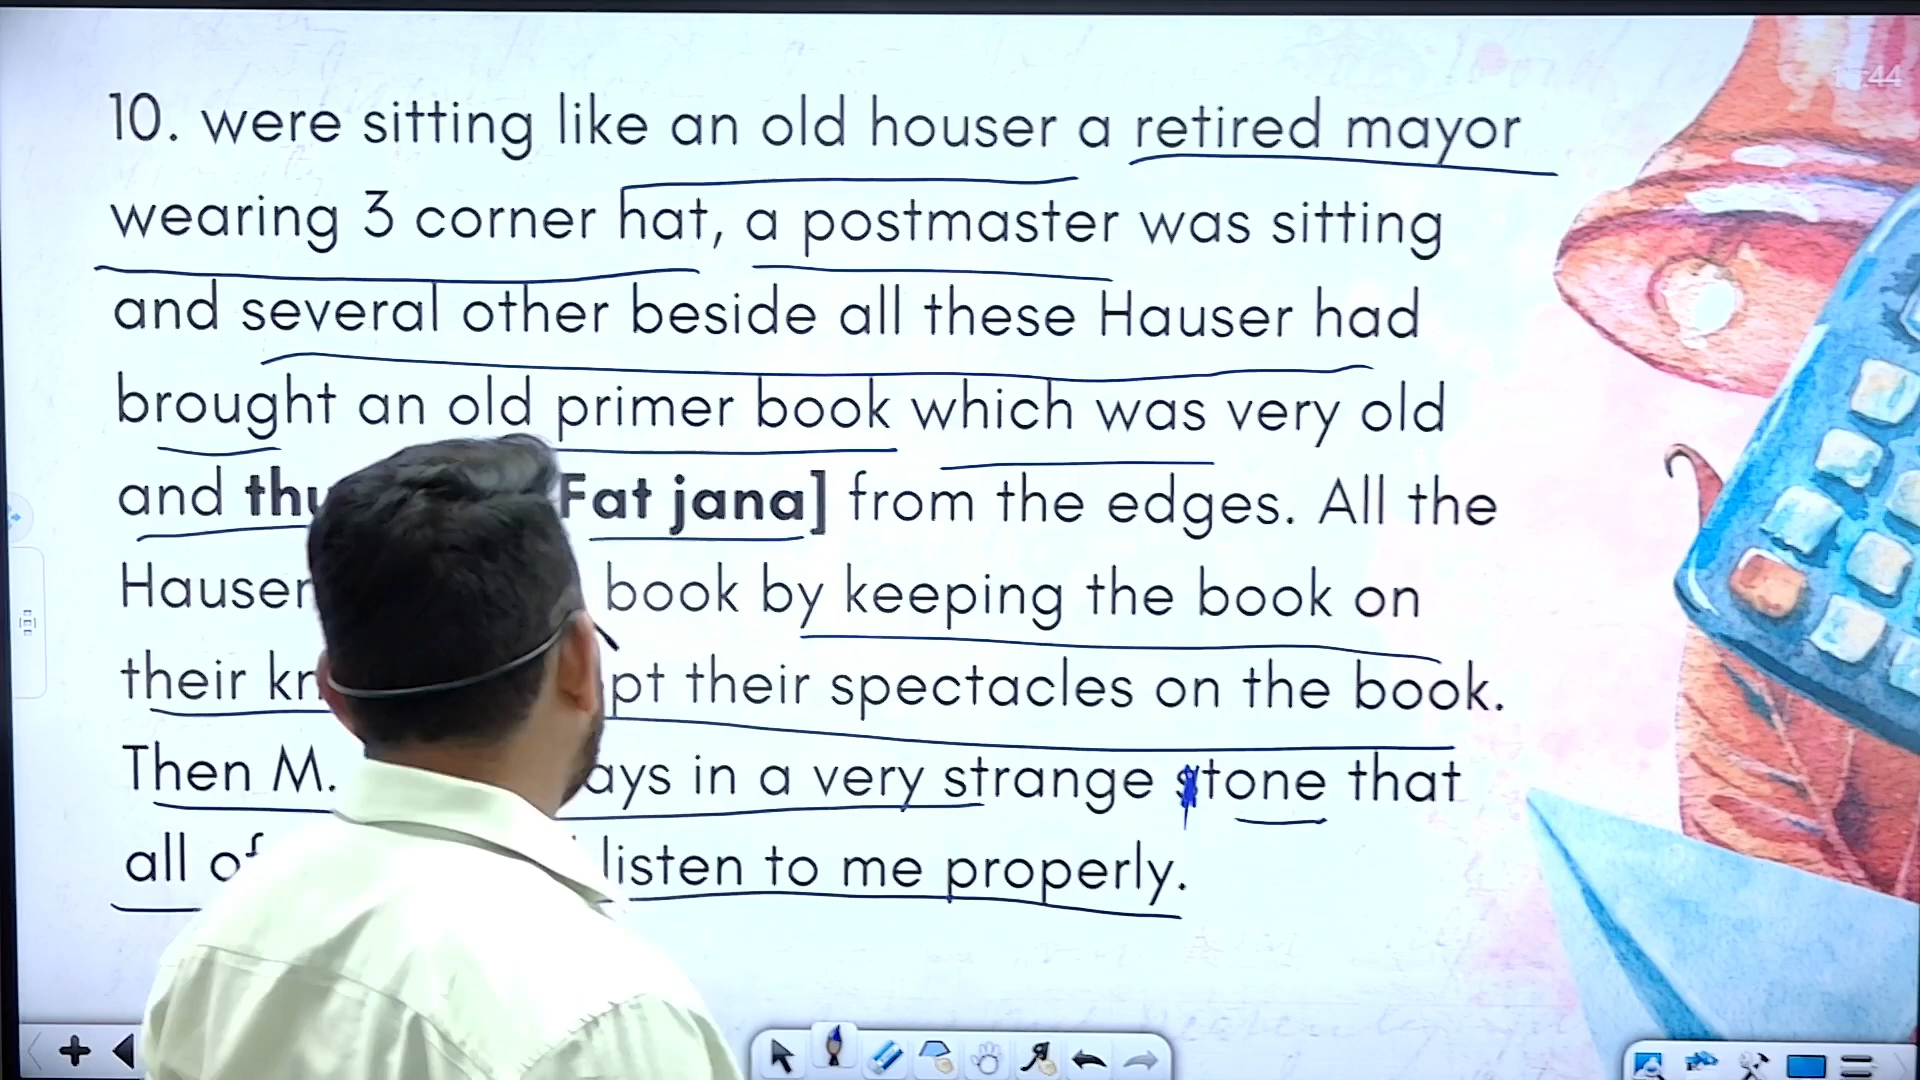 10. were sitting like an old houser a retired mayor
wearing 3 corner hat, a postmaster was sitting
and several other beside all these Hauser had
brought an old primer book which was very old
and Fat jana] from the edges. All the
Hauser book by keeping the book on
their their spectacles on the book.
Then M. in a very strange stone that
all listen to me properly.
44